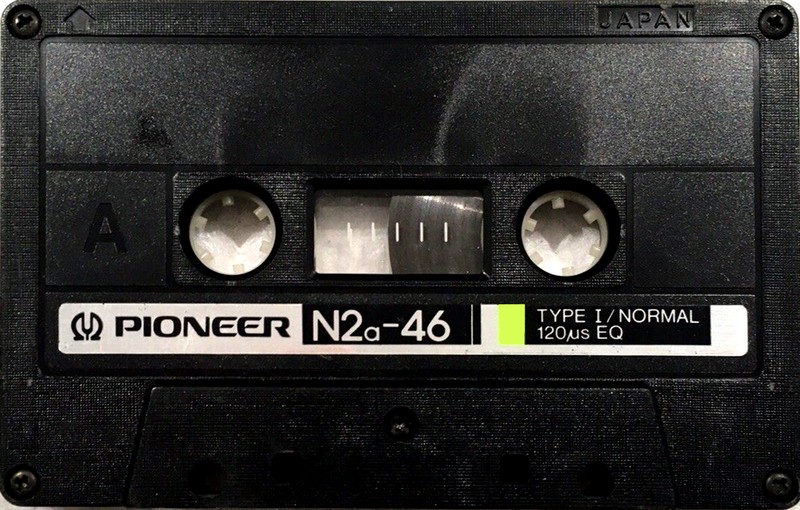 JAPAN
A
PIONEER N2a-46
TYPE I/NORMAL
120µs EQ